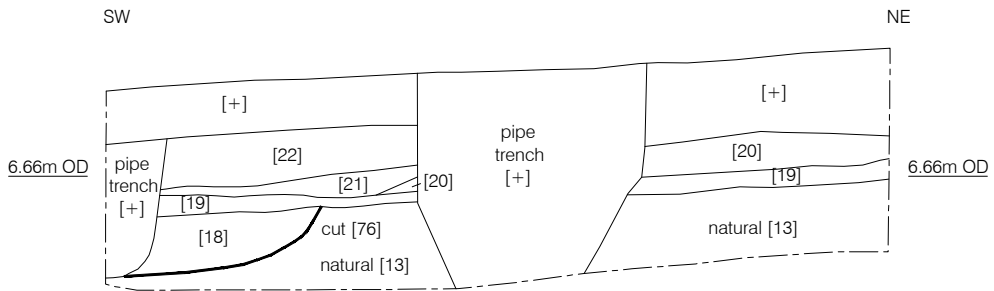 SW
NE
[+]
[+]
pipe
trench
[+]
[22]
pipe
trench
[+]
[20]
6.66m OD
6.66m OD
[21]
[20]
[19]
[19]
[18]
cut [76]
natural [13]
natural [13]